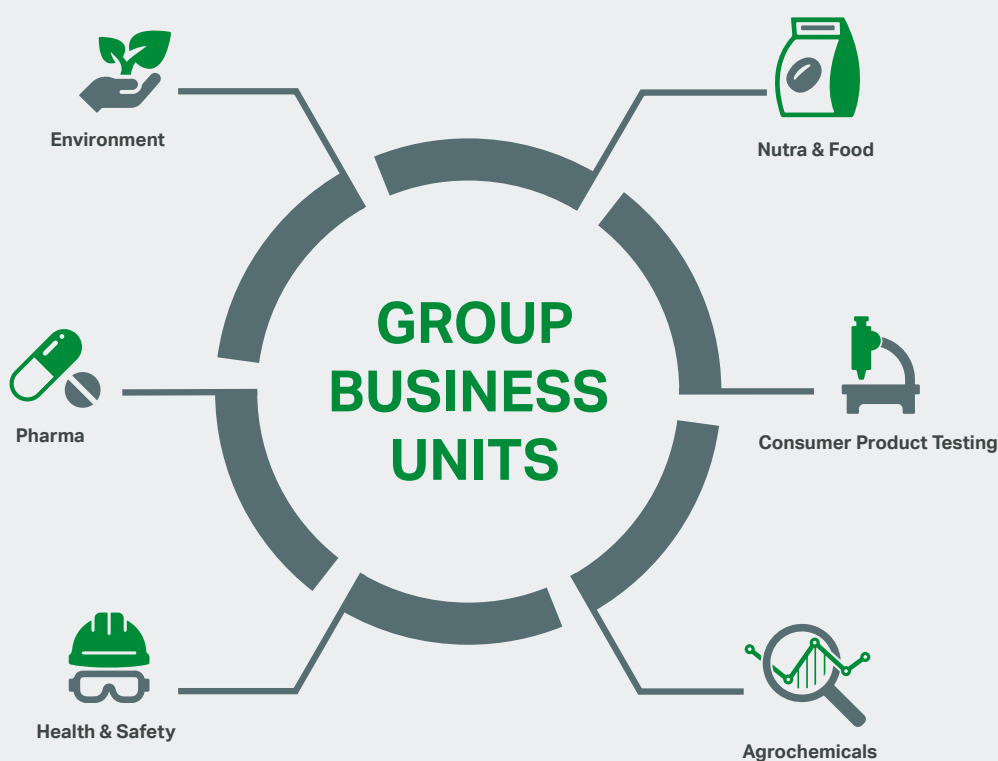 Environment
Nutra & Food
GROUP
BUSINESS
UNITS
Pharma
Consumer Product Testing
Health & Safety
Agrochemicals